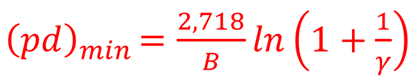 (pd)ₘᵢₙ = 2,718/B ln (1 + 1/γ)